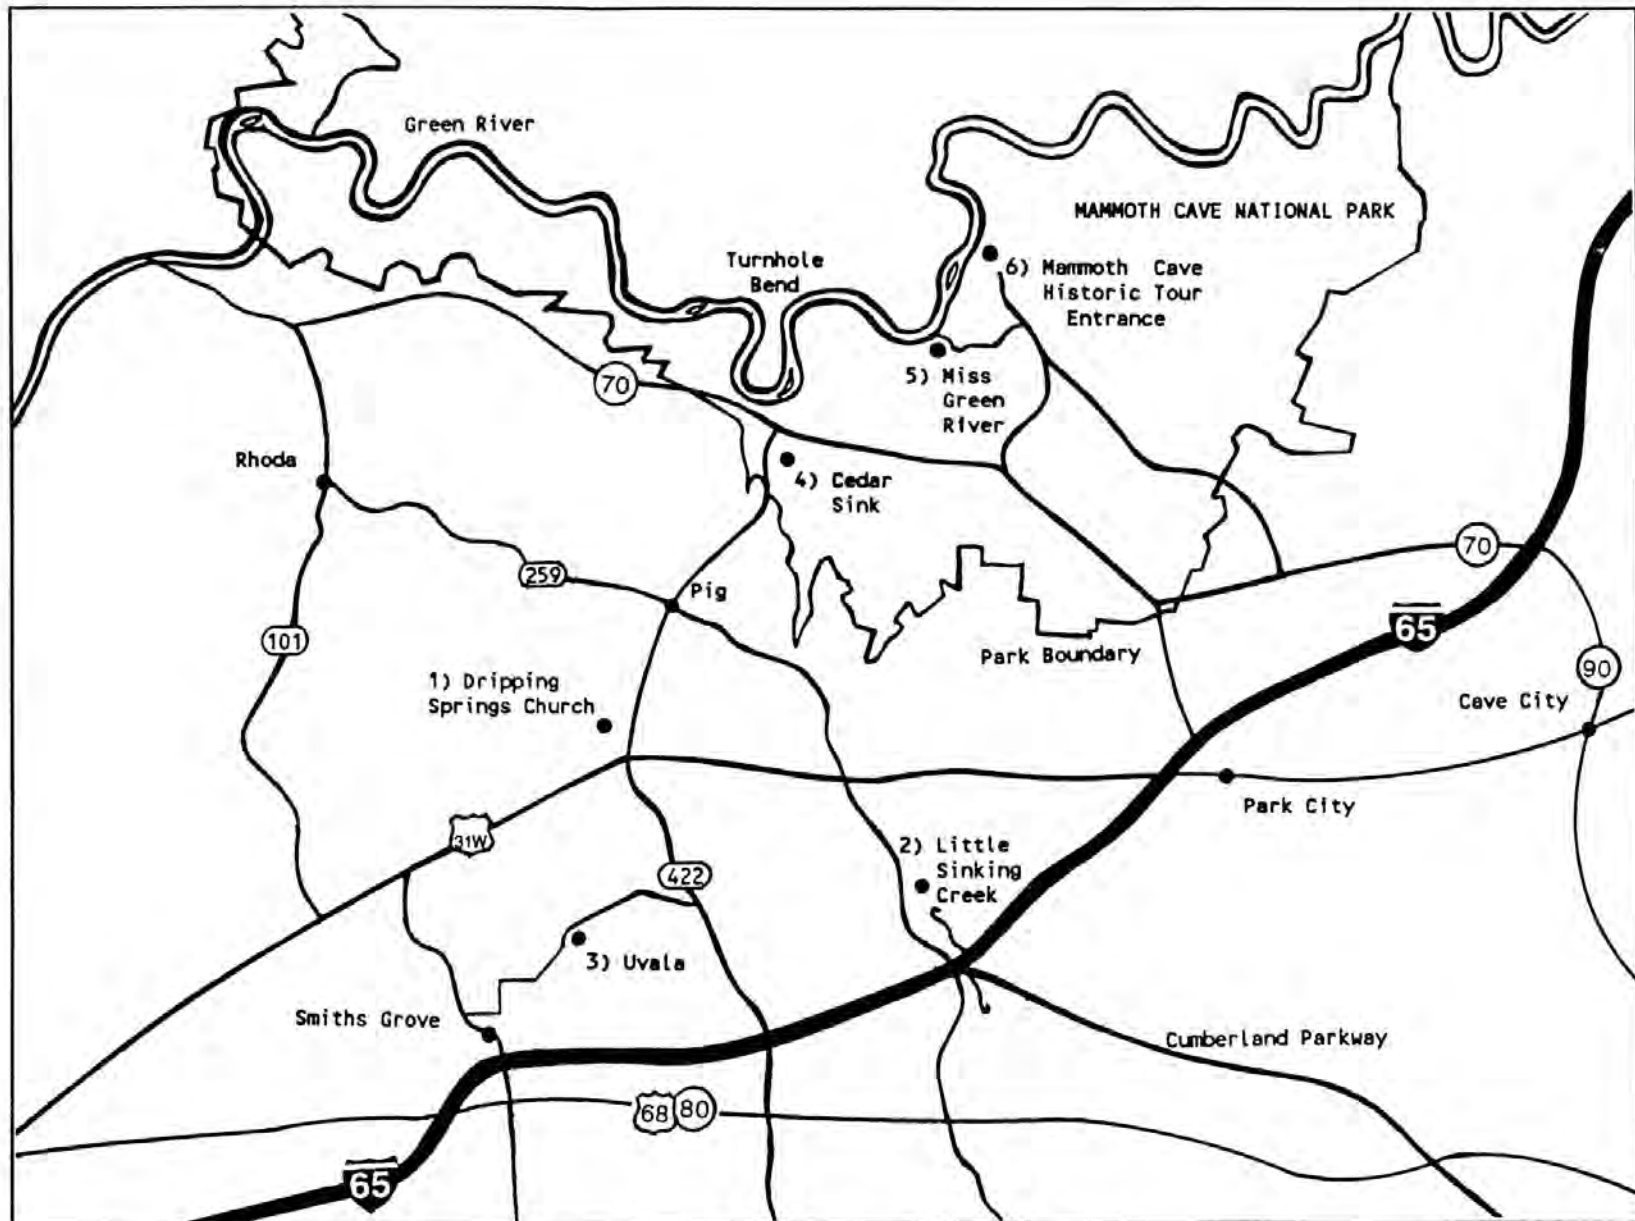 Green River
MAMMOTH CAVE NATIONAL PARK
Turnhole
Bend
6) Mammoth Cave
Historic Tour
Entrance
5) Miss
Green
River
70
Rhoda
4) Cedar
Sink
70
259
Pig
101
65
Park Boundary
90
1) Dripping
Springs Church
Cave City
Park City
31W
2) Little
Sinking
Creek
422
3) Uvala
Smiths Grove
Cumberland Parkway
68 80
65